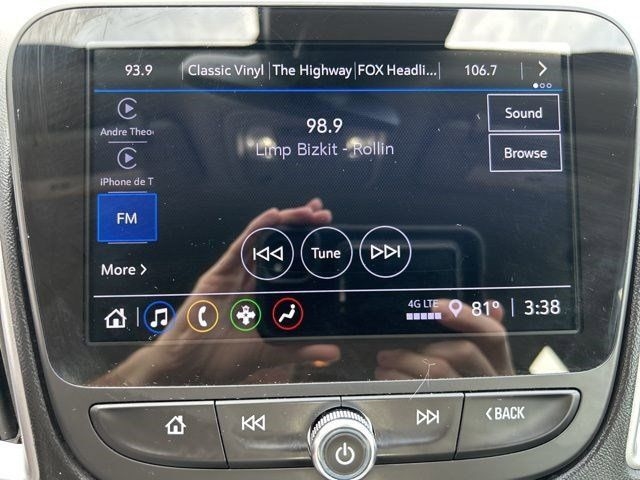 93.9 Classic Vinyl The Highway FOX Headli... 106.7
Andre Theo
iPhone de T
FM
More
98.9
Limp Bizkit - Rollin
Sound
Browse
Tune
4G LTE 81° 3:38
BACK